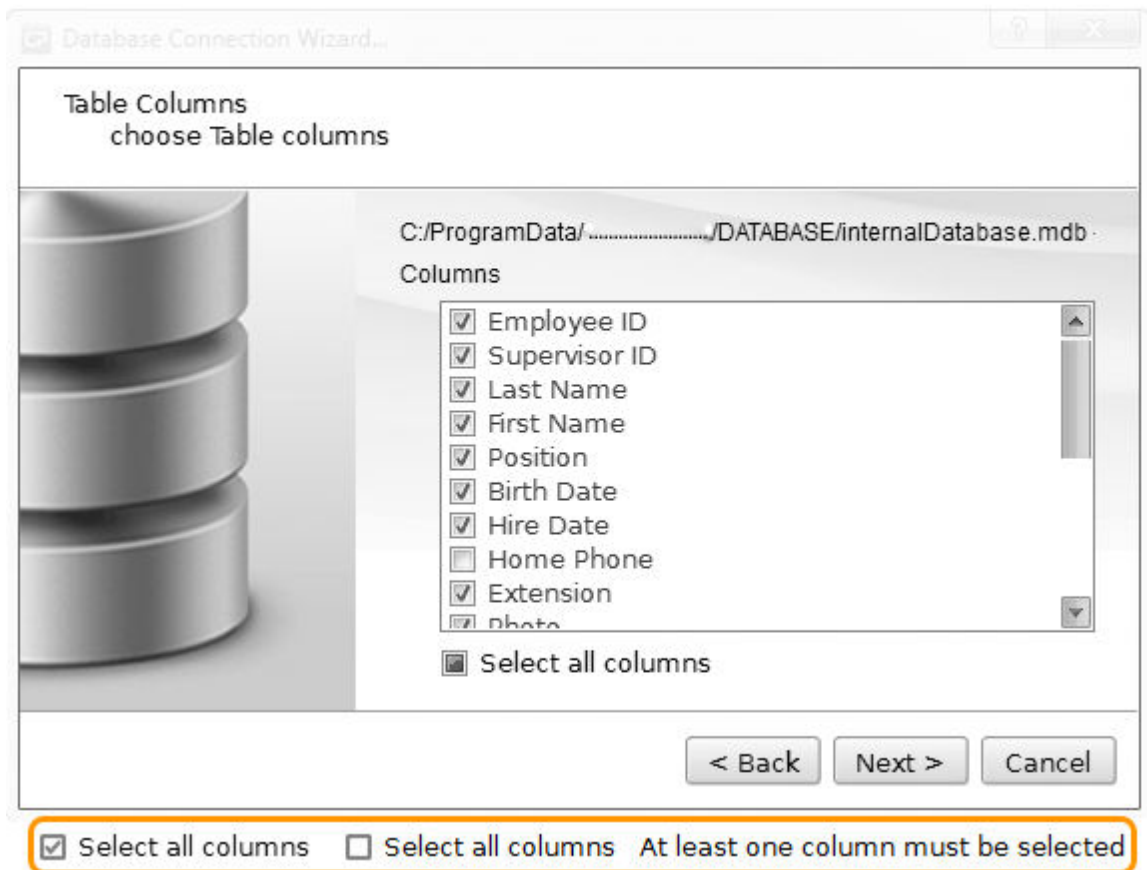 Database Connection Wizard...
Table Columns
choose Table columns
C:/ProgramData/........................./DATABASE/internalDatabase.mdb
Columns
Employee ID
Supervisor ID
Last Name
First Name
Position
Birth Date
Hire Date
Home Phone
Extension
Photo
Select all columns
< Back Next > Cancel
Select all columns Select all columns At least one column must be selected